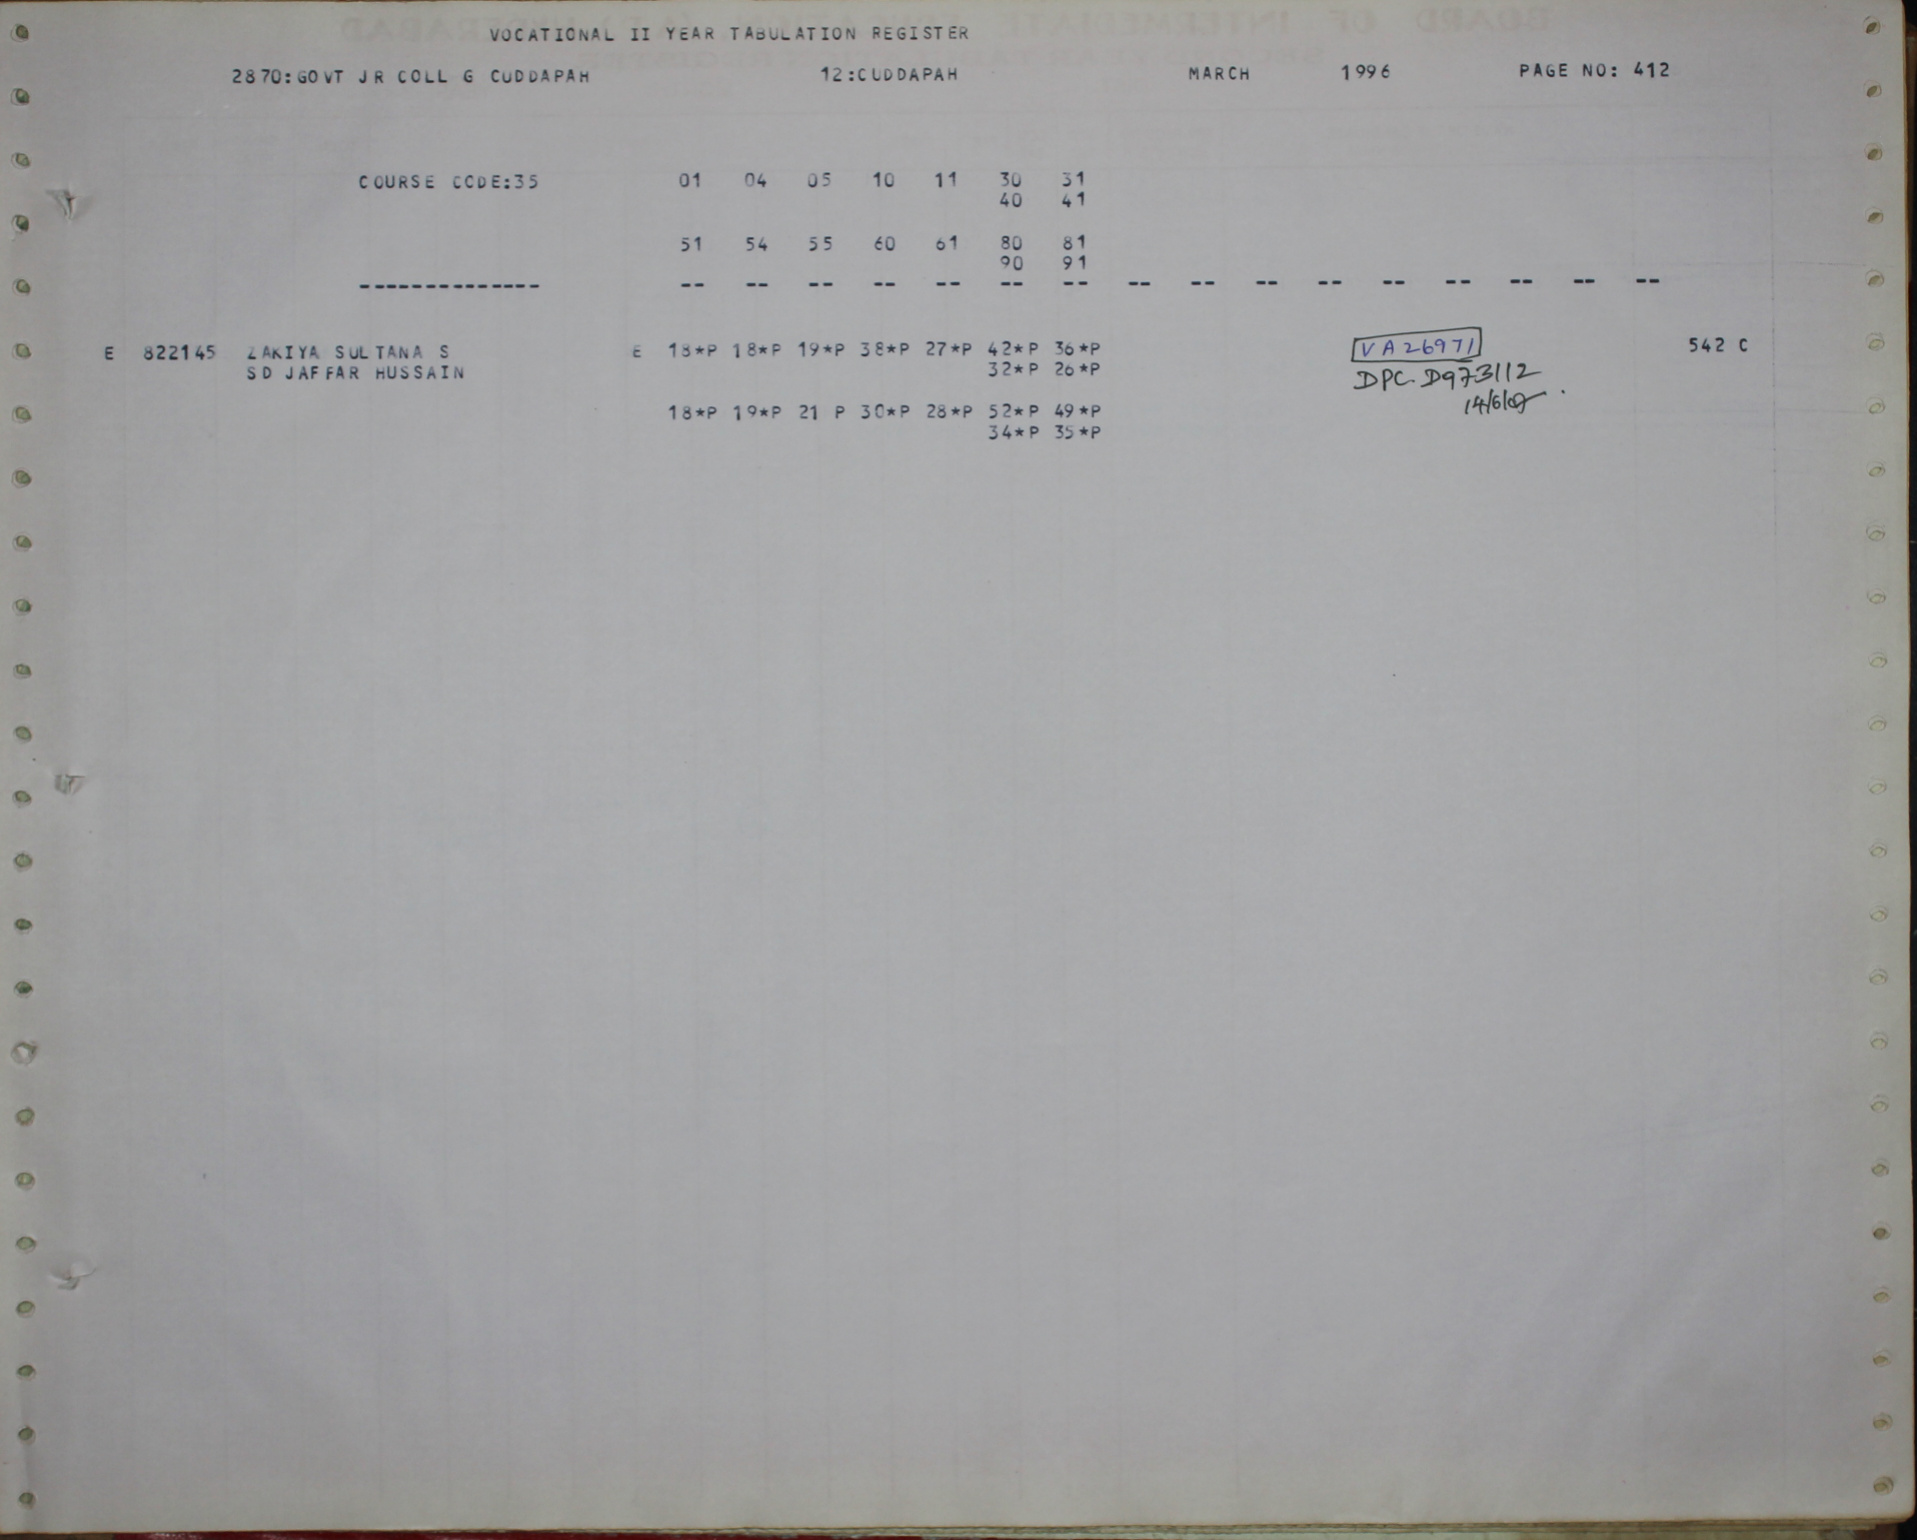 VOCATIONAL II YEAR TABULATION REGISTER
2870:GOVT JR COLL G CUDDAPAH 12:CUDDAPAH MARCH 1996 PAGE NO: 412
COURSE CODE:35 01 04 05 10 11 30 31
40 41
51 54 55 60 61 80 81
90 91
-------------- -- -- -- -- -- -- -- -- -- -- -- -- -- -- -- --
E 822145 ZAKIYA SULTANA S E 18*P 18*P 19*P 38*P 27*P 42*P 36*P VA26971 542 C
SD JAFFAR HUSSAIN 32*P 26*P DPC. D973112
18*P 19*P 21 P 30*P 28*P 52*P 49*P
34*P 35*P